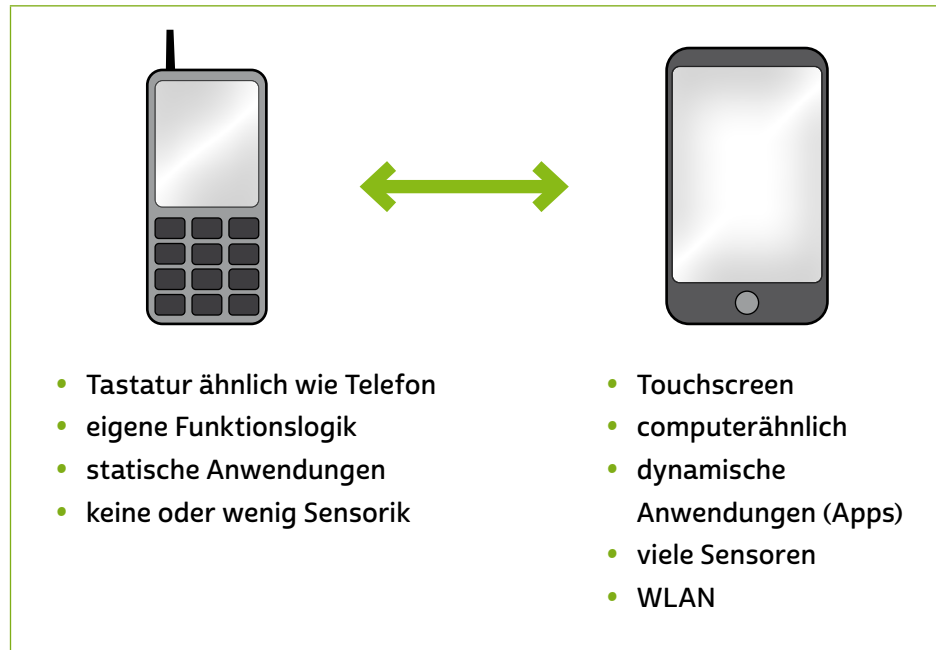 • Tastatur ähnlich wie Telefon
• eigene Funktionslogik
• statische Anwendungen
• keine oder wenig Sensorik
• Touchscreen
• computerähnlich
• dynamische
Anwendungen (Apps)
• viele Sensoren
• WLAN